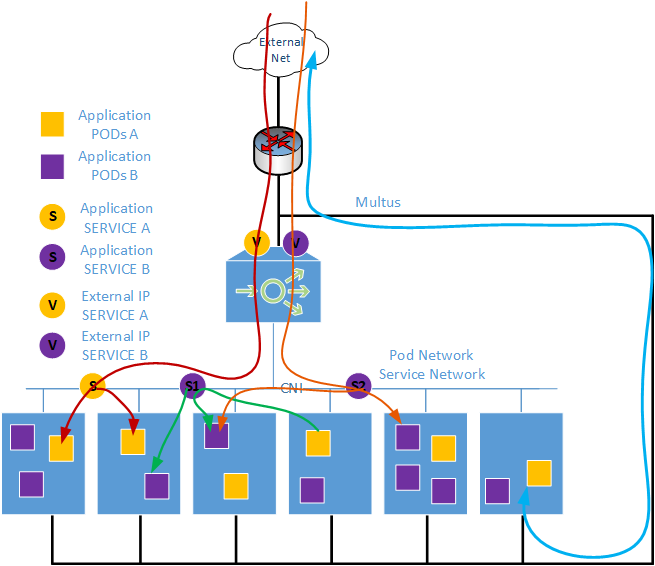 External
Net
Application
PODs A
Application
PODs B
S
Application
SERVICE A
S
Application
SERVICE B
V
External IP
SERVICE A
V
External IP
SERVICE B
Multus
V
V
Pod Network
Service Network
S
S1
CNI
S2